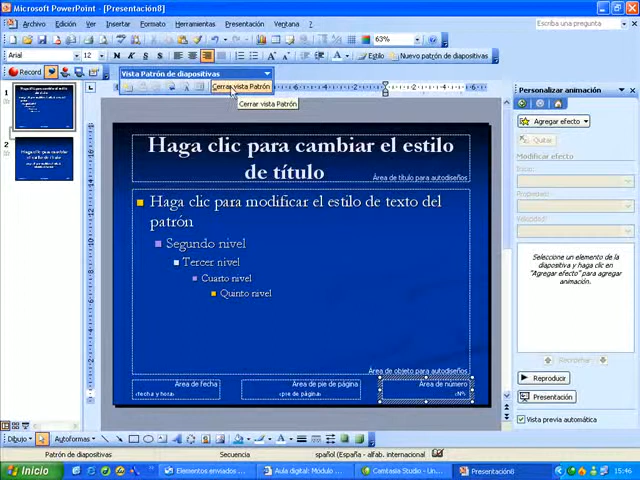 Microsoft PowerPoint - [Presentación8]
Archivo Edición Ver Insertar Formato Herramientas Presentación Ventana ? Escriba una pregunta
63% Estilo Nuevo patrón de diapositivas
Arial 12 N K S S
Record
Vista Patrón de diapositivas
Cerrar vista Patrón
Cerrar vista Patrón
1
2
Haga clic para cambiar el estilo
de título
Área de título para autodiseños
Haga clic para modificar el estilo de texto del
patrón
Segundo nivel
Tercer nivel
Cuarto nivel
Quinto nivel
Área de objeto para autodiseños
Área de fecha
‹fecha y hora›
Área de pie de página
‹pie de página›
Área de número
‹Nº›
Personalizar animación
Agregar efecto
Quitar
Modificar efecto
Inicio:
Propiedad:
Velocidad:
Seleccione un elemento de la
diapositiva y haga clic en
"Agregar efecto" para agregar
animación.
Reordenar
Reproducir
Presentación
Vista previa automática
Dibujo Autoformas
Patrón de diapositivas Secuencia español (España - alfab. internacional)
Inicio Elementos enviados ... Aula digital: Módulo ... Camtasia Studio - Un... Presentación8 15:46